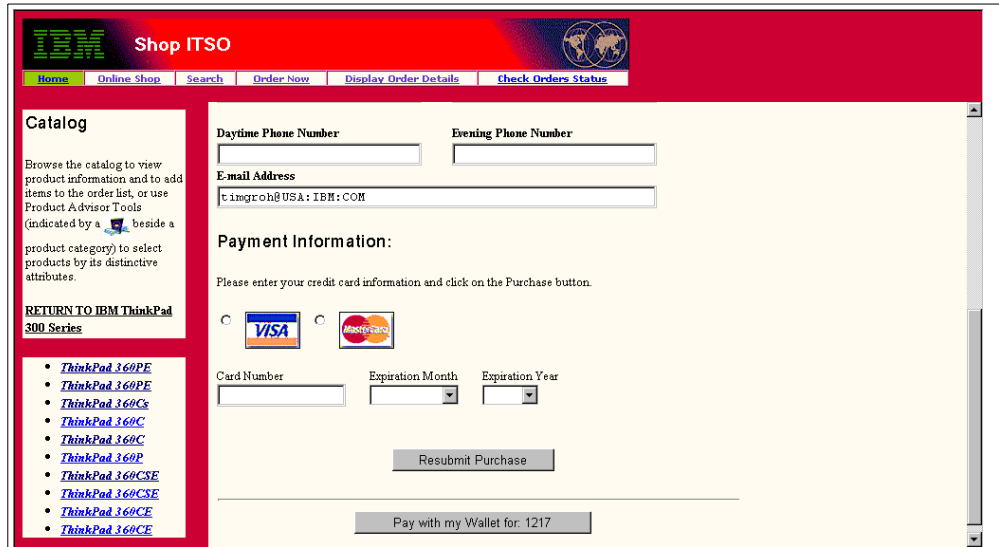 IBM Shop ITSO
Home Online Shop Search Order Now Display Order Details Check Orders Status
Catalog
Browse the catalog to view
product information and to add
items to the order list, or use
Product Advisor Tools
(indicated by a beside a
product category) to select
products by its distinctive
attributes.
RETURN TO IBM ThinkPad
300 Series
ThinkPad 360PE
ThinkPad 360PE
ThinkPad 360Cs
ThinkPad 360C
ThinkPad 360C
ThinkPad 360P
ThinkPad 360CSE
ThinkPad 360CSE
ThinkPad 360CE
ThinkPad 360CE
Daytime Phone Number Evening Phone Number
E-mail Address
timgroh@USA:IBM:COM
Payment Information:
Please enter your credit card information and click on the Purchase button.
VISA MasterCard
Card Number Expiration Month Expiration Year
Resubmit Purchase
Pay with my Wallet for: 1217